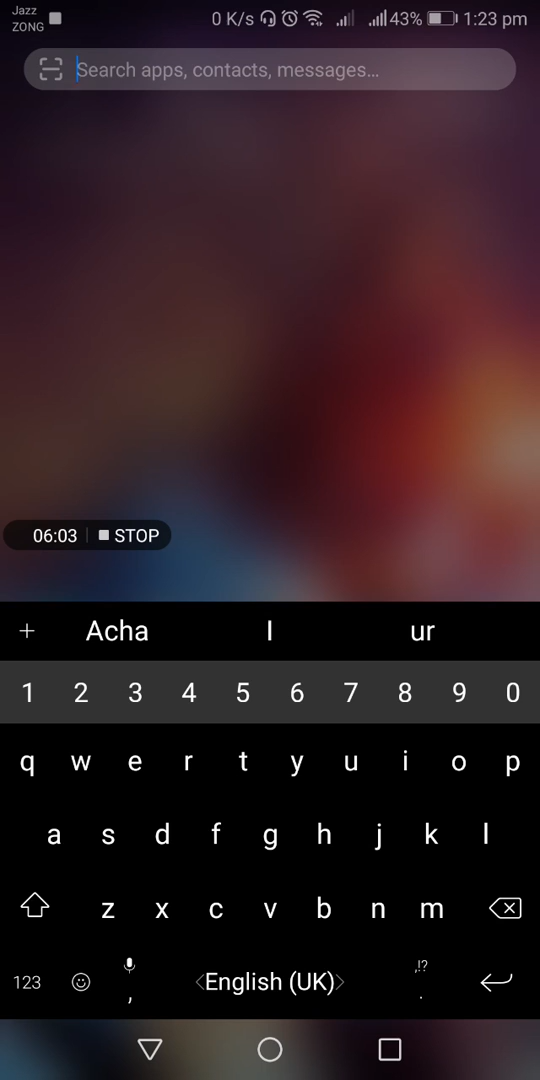 Jazz
ZONG
0 K/s 43% 1:23 pm
Search apps, contacts, messages...
06:03 STOP
+ Acha I ur
1 2 3 4 5 6 7 8 9 0
q w e r t y u i o p
a s d f g h j k l
z x c v b n m
,!?
123 , <English (UK)> .